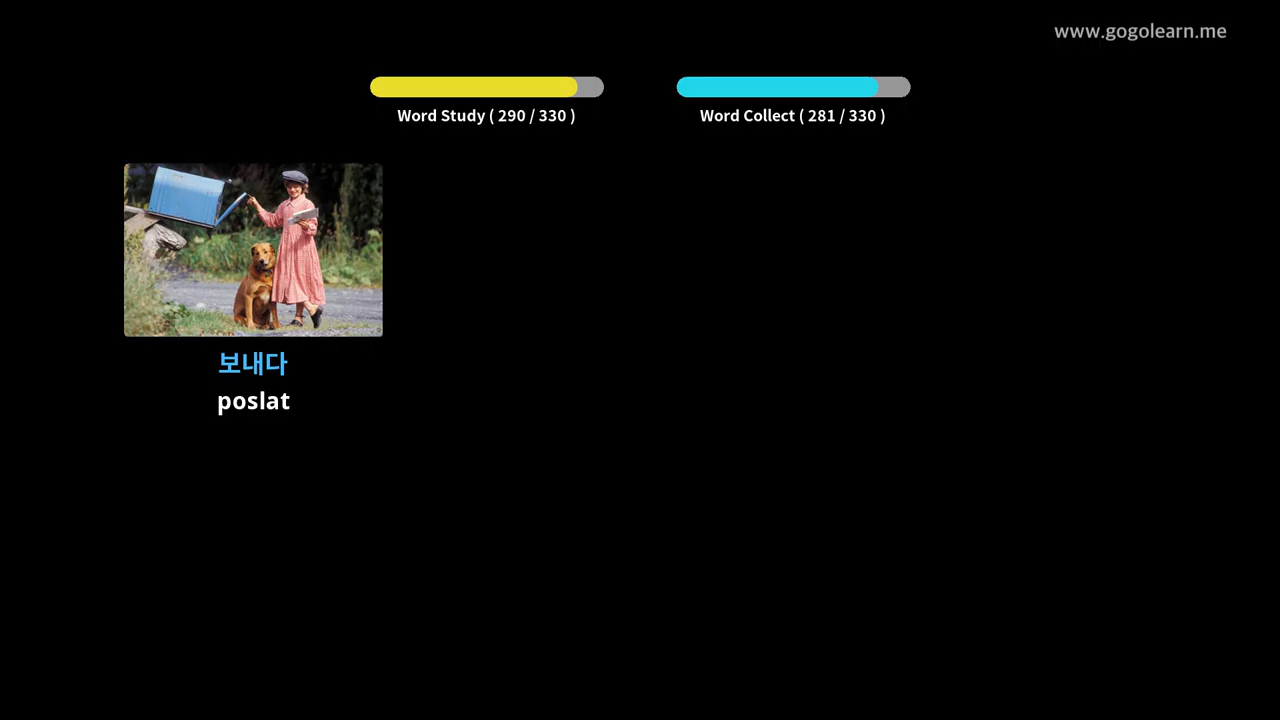 www.gogolearn.me
Word Study ( 290 / 330 )
Word Collect ( 281 / 330 )
보내다
poslat